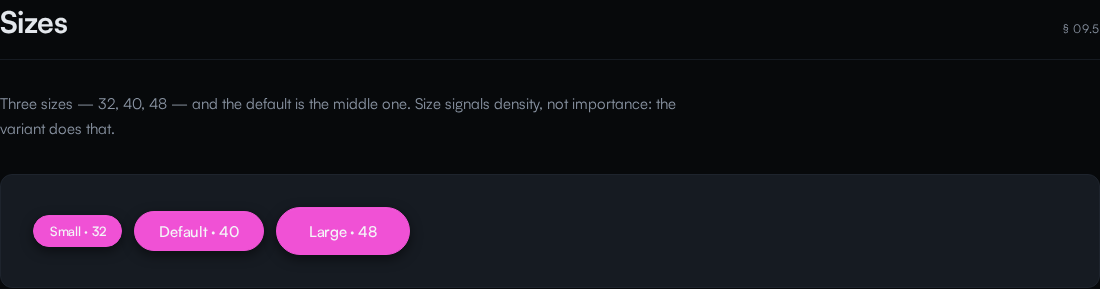 Sizes
§ 09.5
Three sizes — 32, 40, 48 — and the default is the middle one. Size signals density, not importance: the
variant does that.
Small · 32
Default · 40
Large · 48